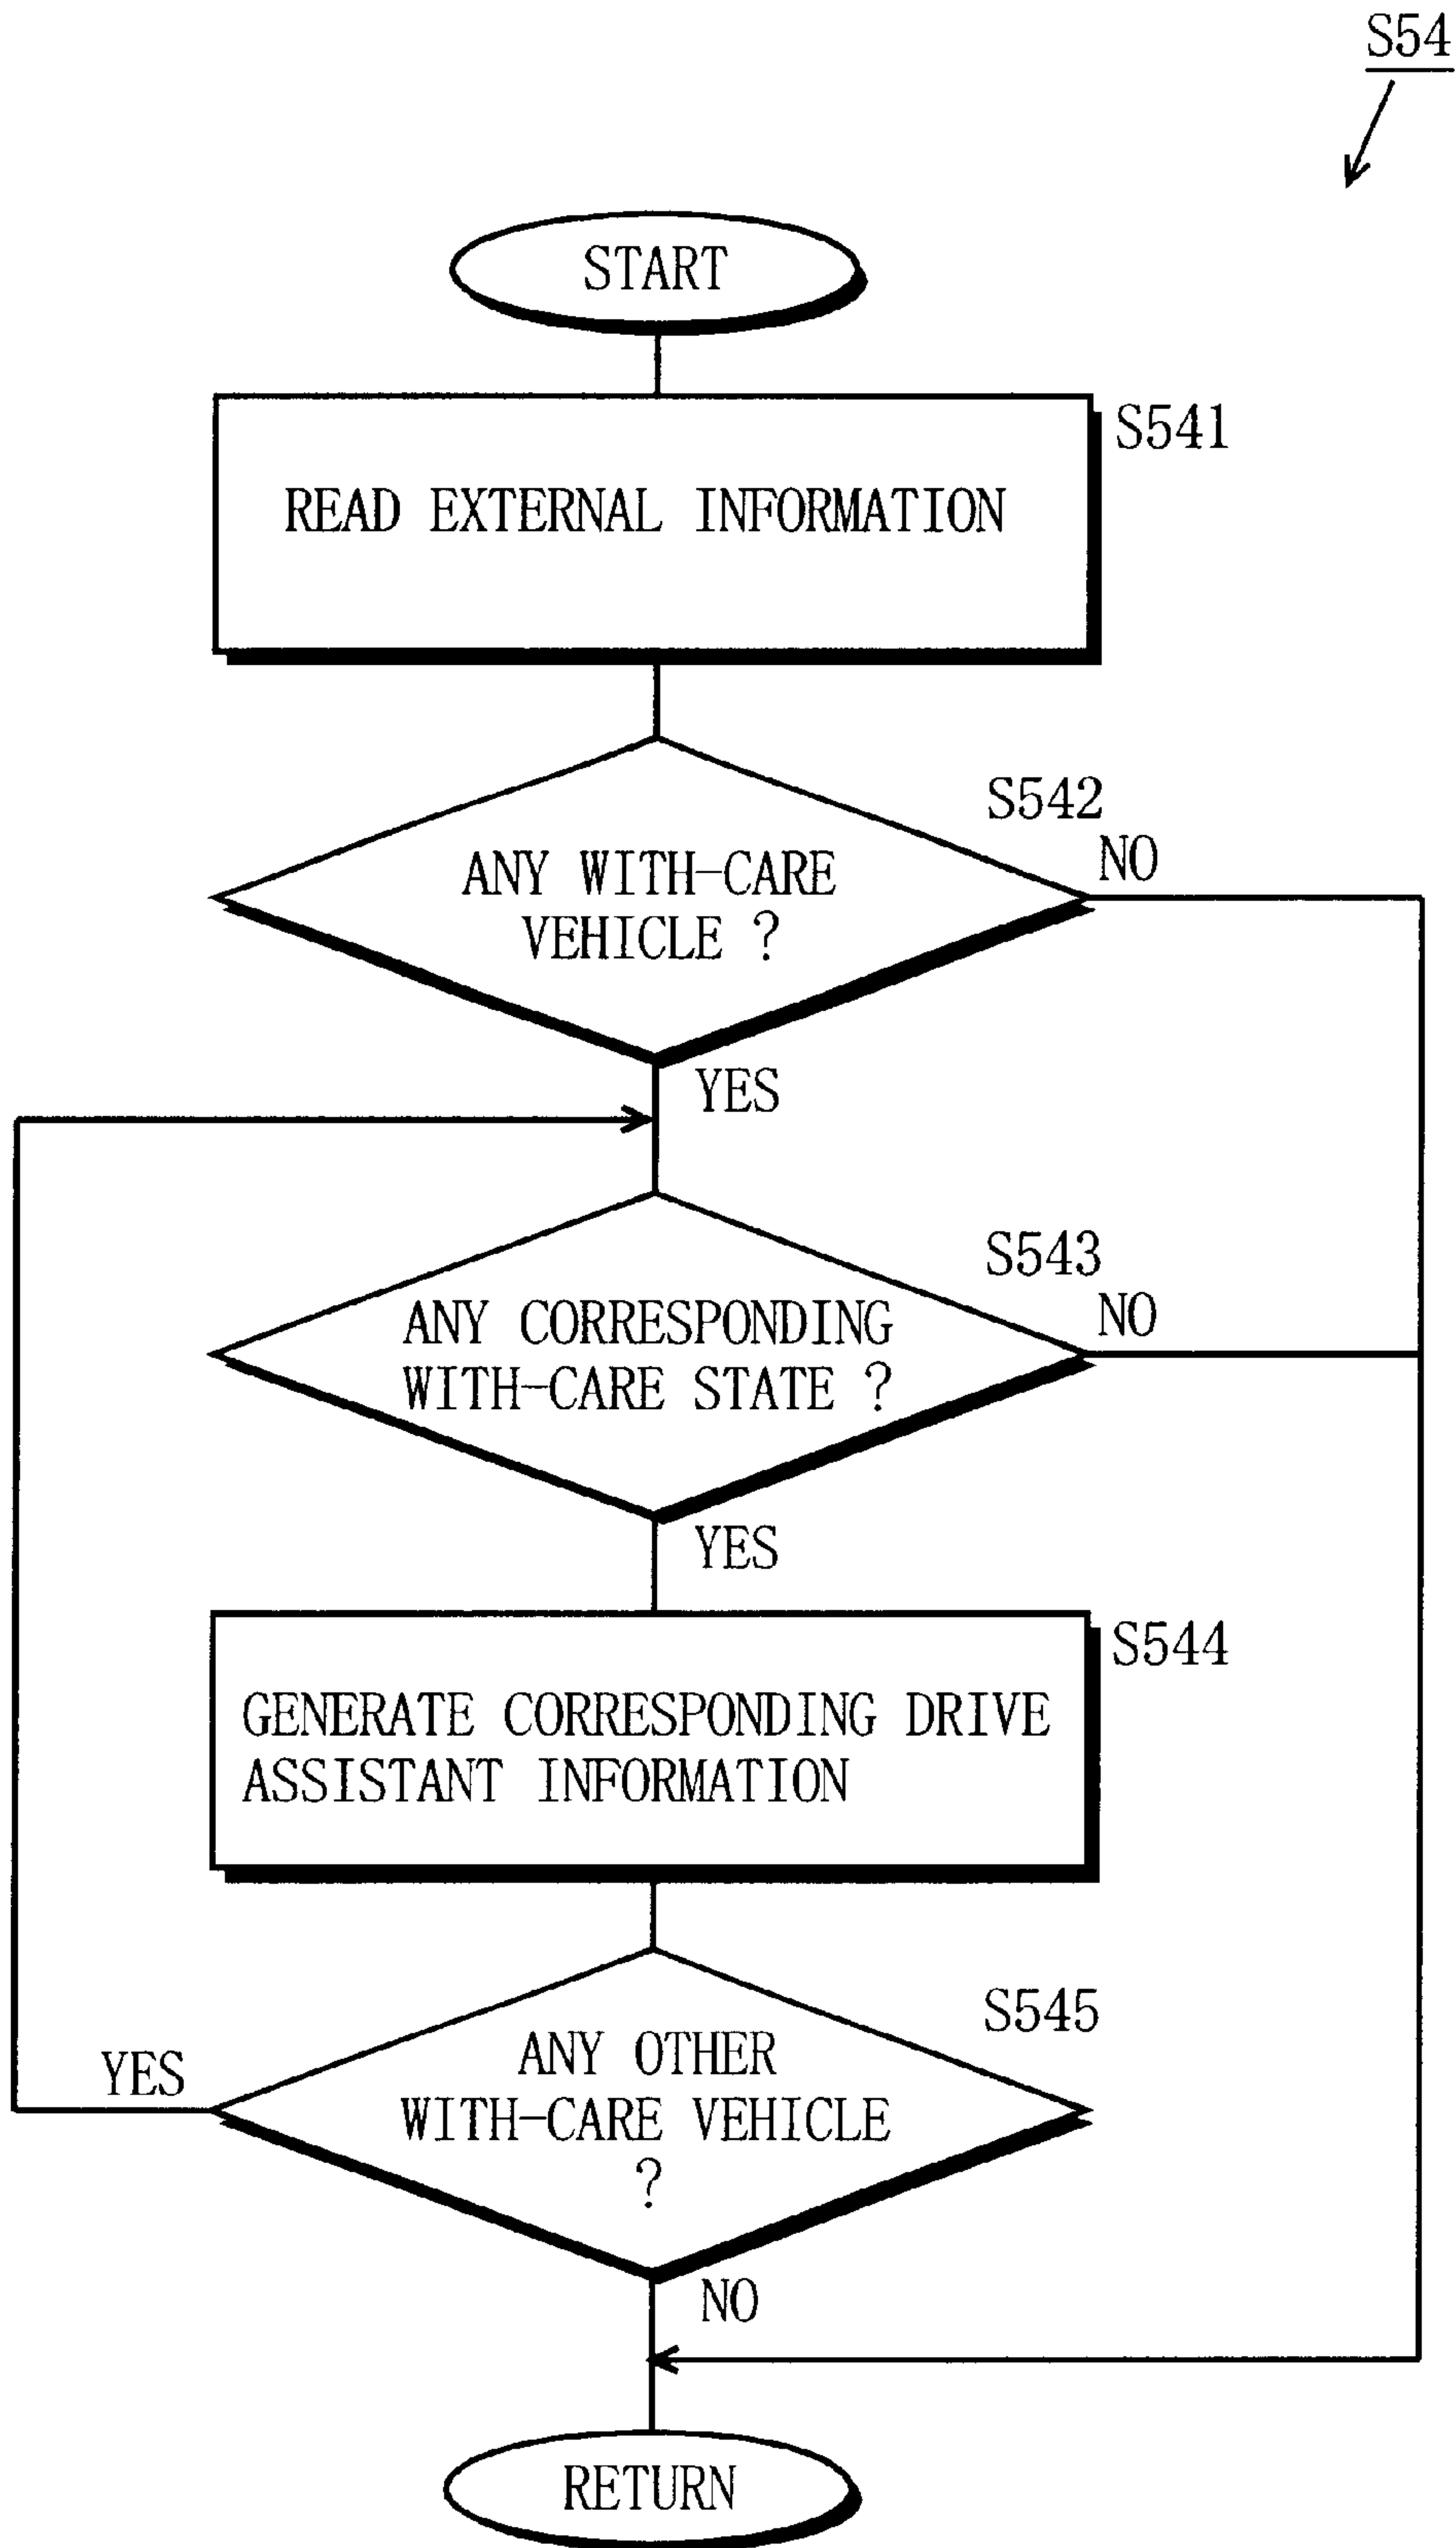 S54
START
S541
READ EXTERNAL INFORMATION
S542
NO
ANY WITH-CARE
VEHICLE ?
YES
S543
NO
ANY CORRESPONDING
WITH-CARE STATE ?
YES
S544
GENERATE CORRESPONDING DRIVE
ASSISTANT INFORMATION
S545
ANY OTHER
YES
WITH-CARE VEHICLE
?
NO
RETURN